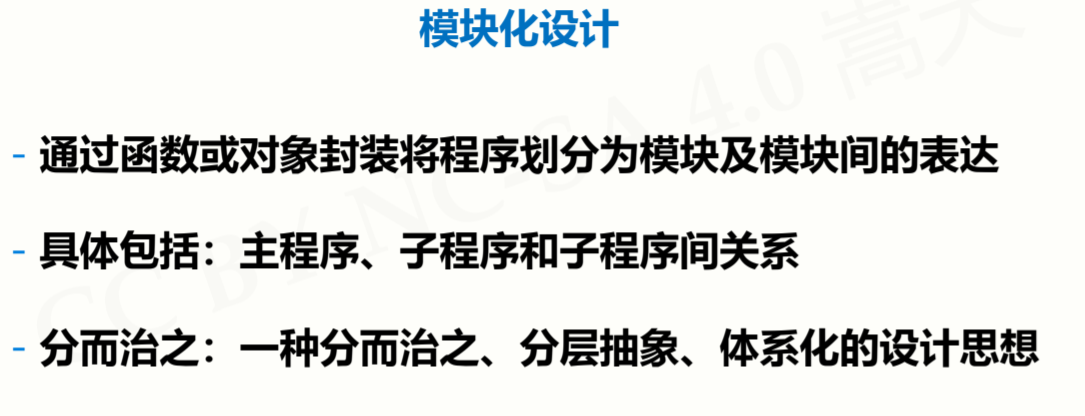 模块化设计
- 通过函数或对象封装将程序划分为模块及模块间的表达
- 具体包括：主程序、子程序和子程序间关系
- 分而治之：一种分而治之、分层抽象、体系化的设计思想
CC BY NC SA 4.0 嵩天